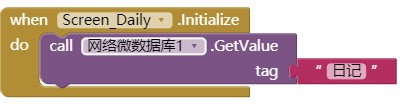 when Screen_Daily .Initialize
do call 网络微数据库1 .GetValue
tag “ 日记 ”